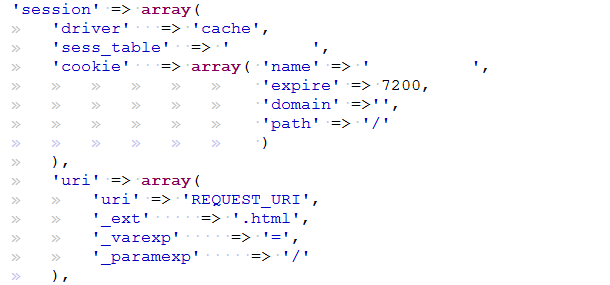 'session' => array(
'driver' => 'cache',
'sess_table' => ' ',
'cookie' => array( 'name' => ' ',
'expire' => 7200,
'domain' =>'',
'path' => '/'
)
),
'uri' => array(
'uri' => 'REQUEST_URI',
'_ext' => '.html',
'_varexp' => '=',
'_paramexp' => '/'
),